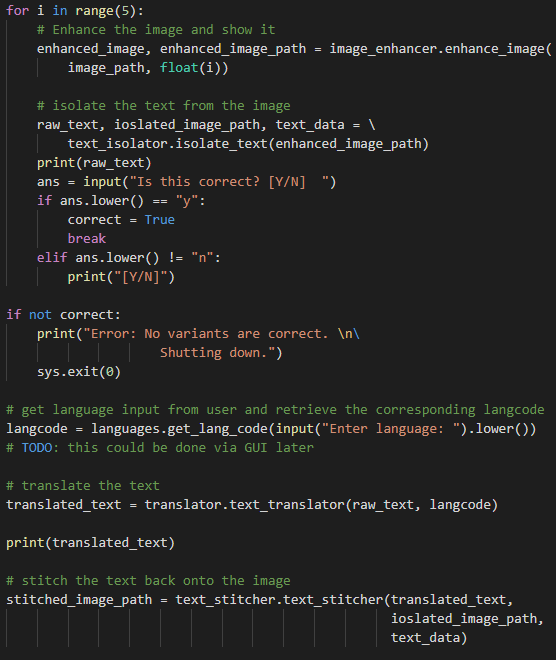 for i in range(5):
    # Enhance the image and show it
    enhanced_image, enhanced_image_path = image_enhancer.enhance_image(
        image_path, float(i))

    # isolate the text from the image
    raw_text, ioslated_image_path, text_data = \
        text_isolator.isolate_text(enhanced_image_path)
    print(raw_text)
    ans = input("Is this correct? [Y/N]  ")
    if ans.lower() == "y":
        correct = True
        break
    elif ans.lower() != "n":
        print("[Y/N]")

if not correct:
    print("Error: No variants are correct. \n\
                    Shutting down.")
    sys.exit(0)

# get language input from user and retrieve the corresponding langcode
langcode = languages.get_lang_code(input("Enter language: ").lower())
# TODO: this could be done via GUI later

# translate the text
translated_text = translator.text_translator(raw_text, langcode)

print(translated_text)

# stitch the text back onto the image
stitched_image_path = text_stitcher.text_stitcher(translated_text,
                                                  ioslated_image_path,
                                                  text_data)